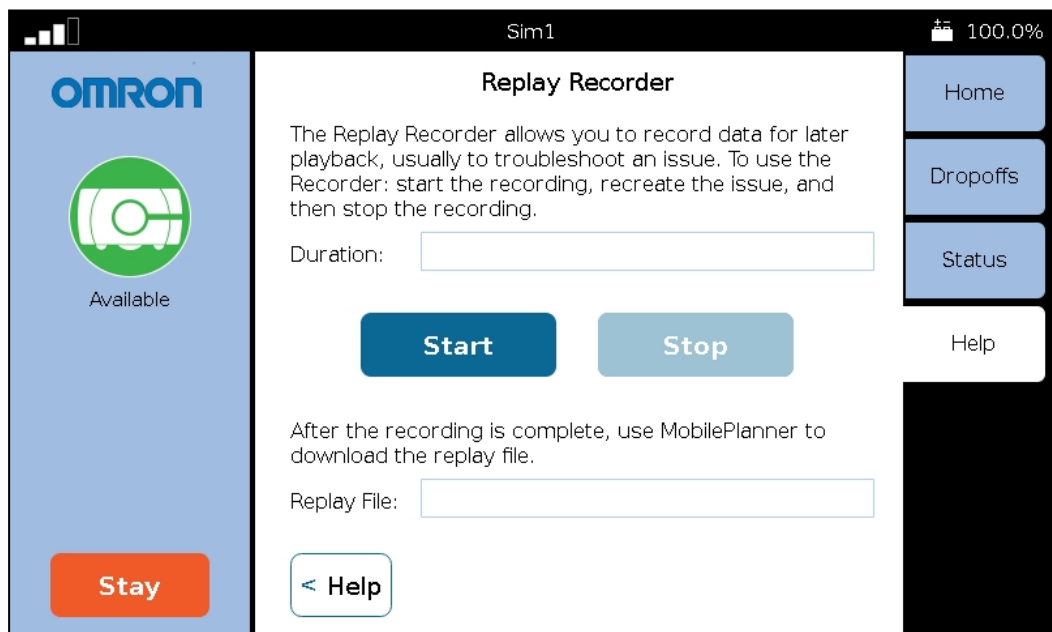 Sim1
100.0%
OMRON
Available
Stay
Replay Recorder
The Replay Recorder allows you to record data for later
playback, usually to troubleshoot an issue. To use the
Recorder: start the recording, recreate the issue, and
then stop the recording.
Duration:
Start
Stop
After the recording is complete, use MobilePlanner to
download the replay file.
Replay File:
< Help
Home
Dropoffs
Status
Help